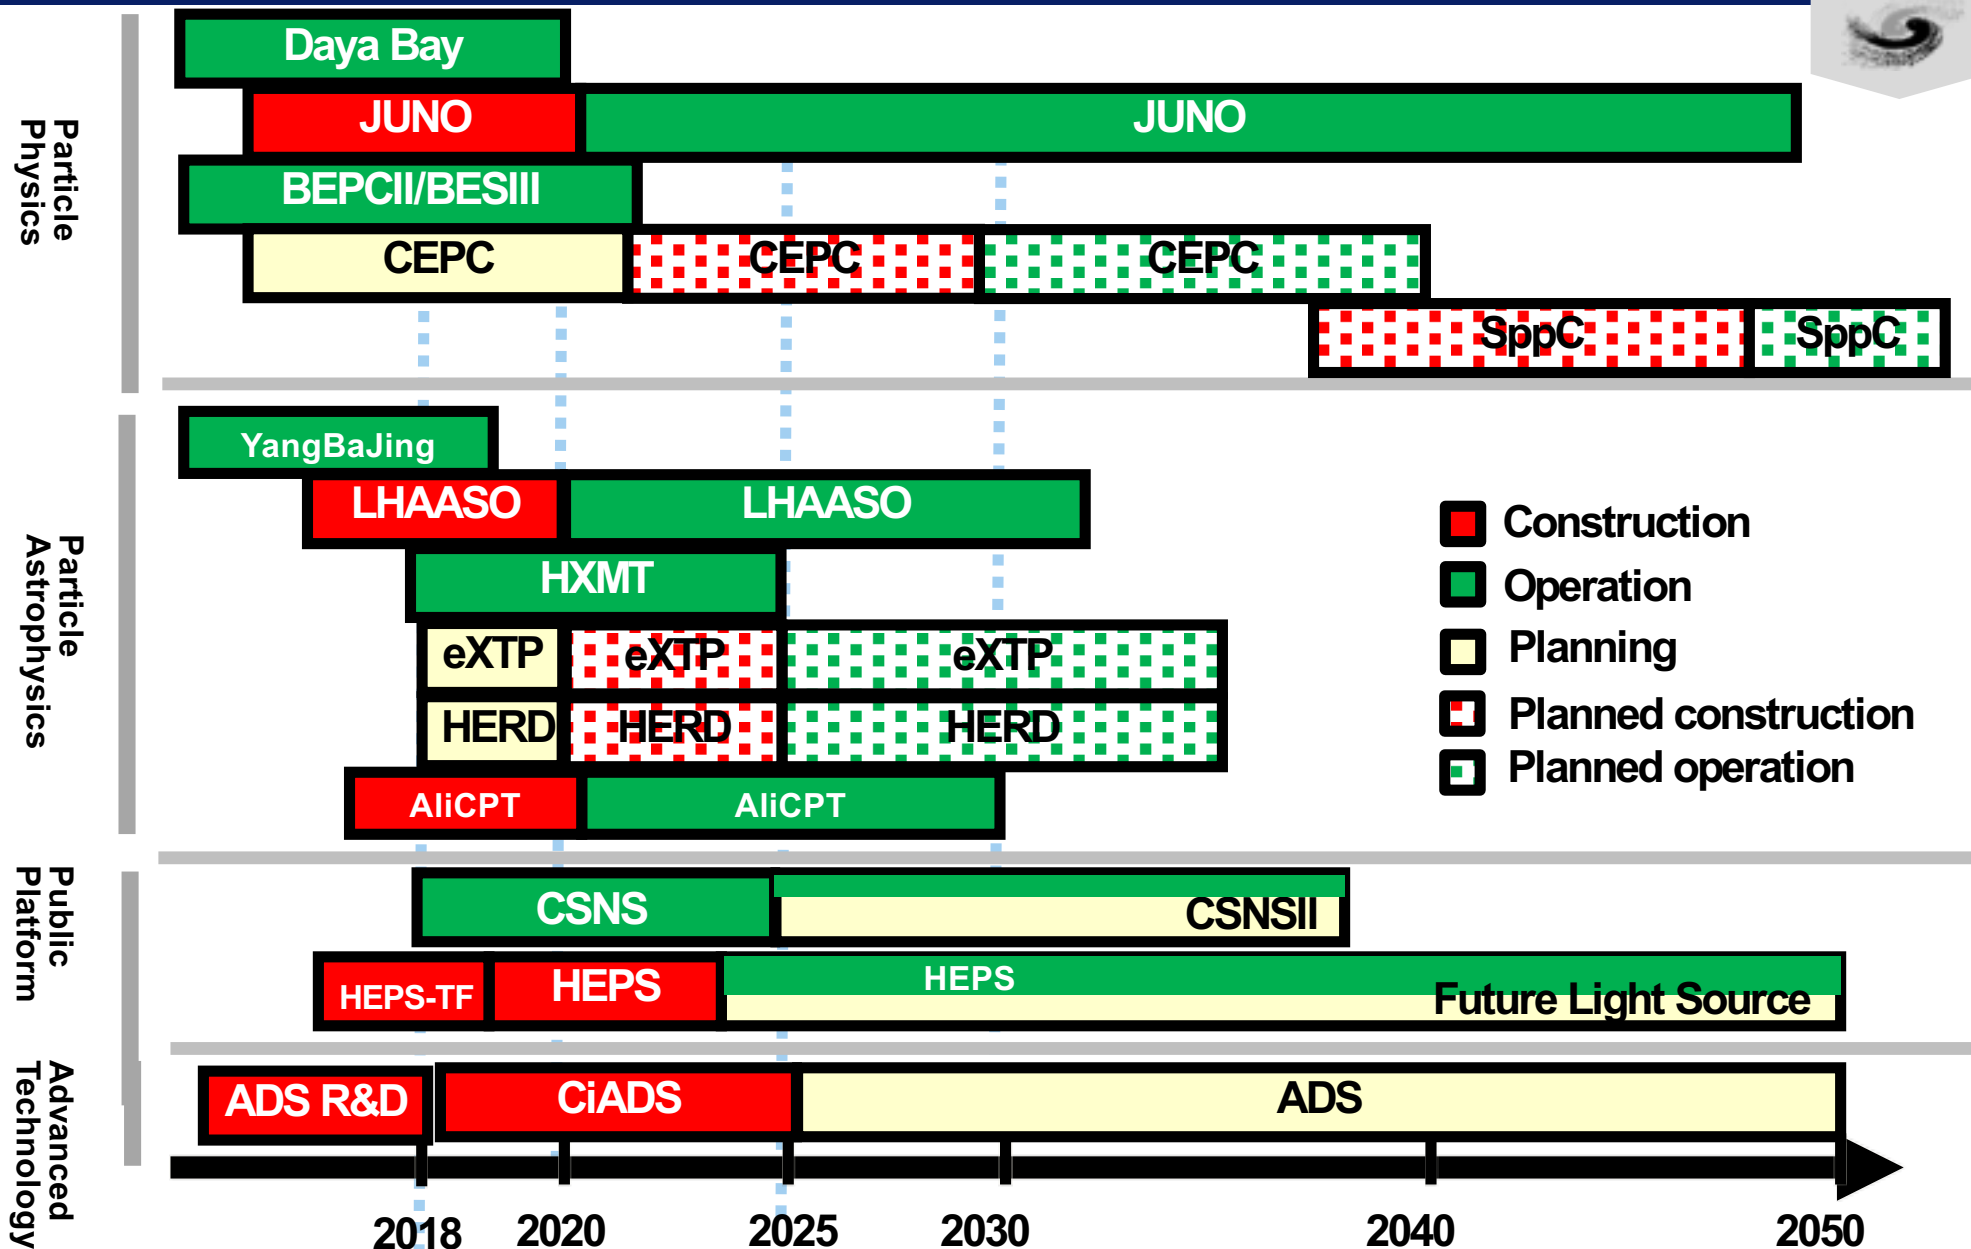 Particle
Physics
Daya Bay
JUNO
JUNO
BEPCII/BESIII
CEPC
CEPC
CEPC
SppC
SppC
Particle
Astrophysics
YangBaJing
LHAASO
LHAASO
HXMT
eXTP
eXTP
eXTP
HERD
HERD
HERD
AliCPT
AliCPT
Construction
Operation
Planning
Planned construction
Planned operation
Public
Platform
CSNS
CSNSII
HEPS-TF
HEPS
HEPS
Future Light Source
Advanced
Technology
ADS R&D
CiADS
ADS
2018
2020
2025
2030
2040
2050